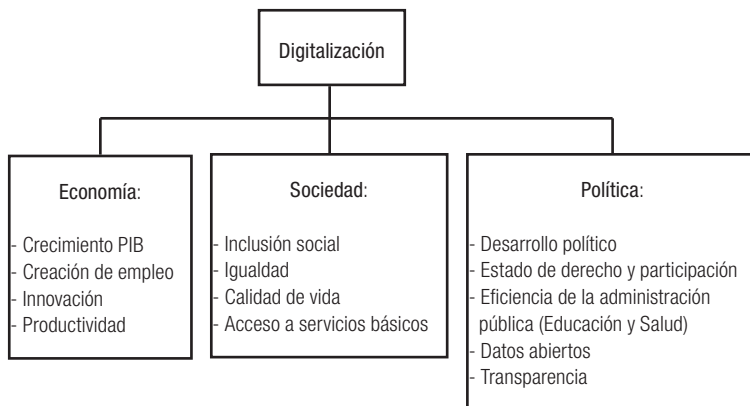 Digitalización
Economía:
- Crecimiento PIB
- Creación de empleo
- Innovación
- Productividad
Sociedad:
- Inclusión social
- Igualdad
- Calidad de vida
- Acceso a servicios básicos
Política:
- Desarrollo político
- Estado de derecho y participación
- Eficiencia de la administración
pública (Educación y Salud)
- Datos abiertos
- Transparencia